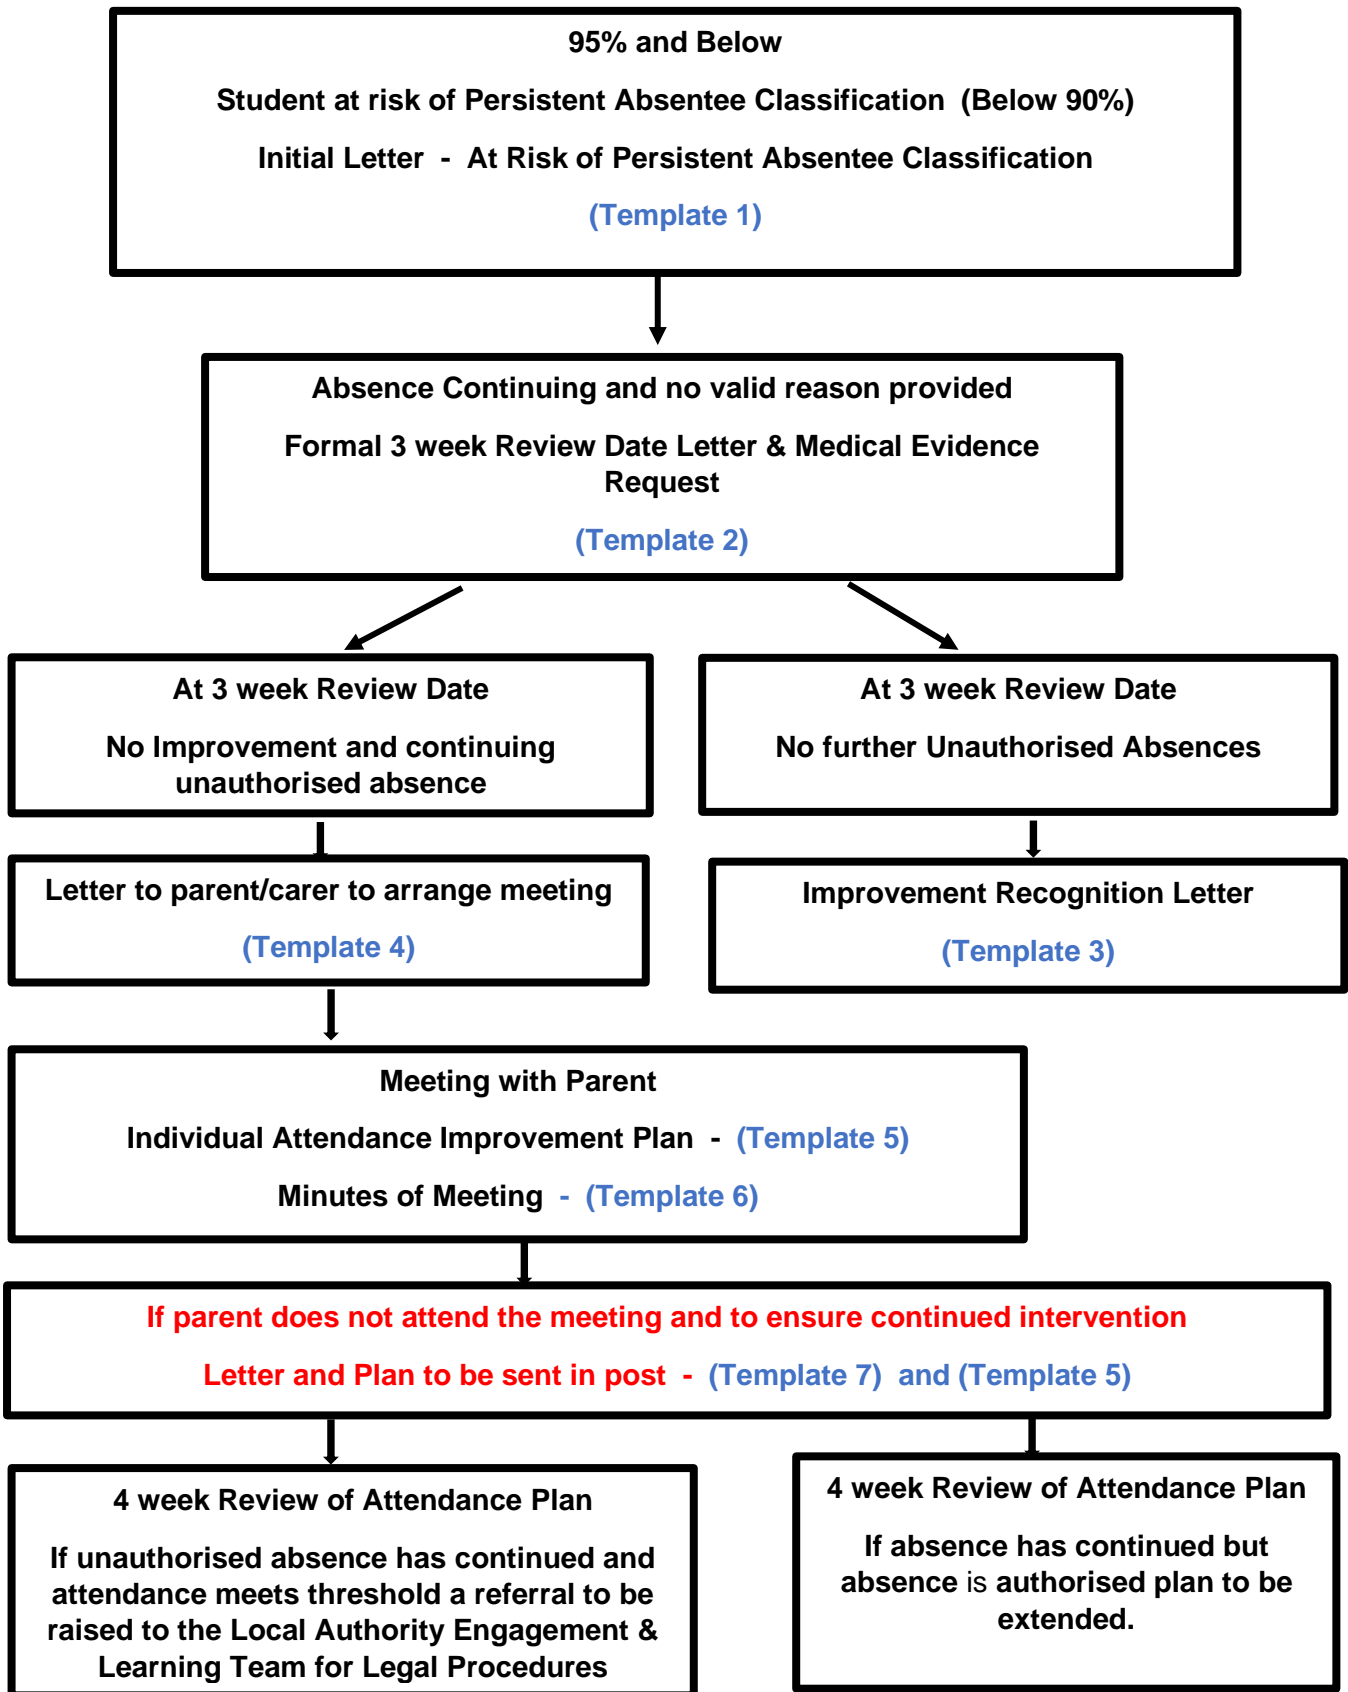 95% and Below
Student at risk of Persistent Absentee Classification  (Below 90%)
Initial Letter  -  At Risk of Persistent Absentee Classification
(Template 1)
Absence Continuing and no valid reason provided
Formal 3 week Review Date Letter & Medical Evidence
Request
(Template 2)
At 3 week Review Date
No Improvement and continuing
unauthorised absence
At 3 week Review Date
No further Unauthorised Absences
Letter to parent/carer to arrange meeting
(Template 4)
Improvement Recognition Letter
(Template 3)
Meeting with Parent
Individual Attendance Improvement Plan  -  (Template 5)
Minutes of Meeting  -  (Template 6)
If parent does not attend the meeting and to ensure continued intervention
Letter and Plan to be sent in post  -  (Template 7)  and (Template 5)
4 week Review of Attendance Plan
If unauthorised absence has continued and
attendance meets threshold a referral to be
raised to the Local Authority Engagement &
Learning Team for Legal Procedures
4 week Review of Attendance Plan
If absence has continued but
absence is authorised plan to be
extended.